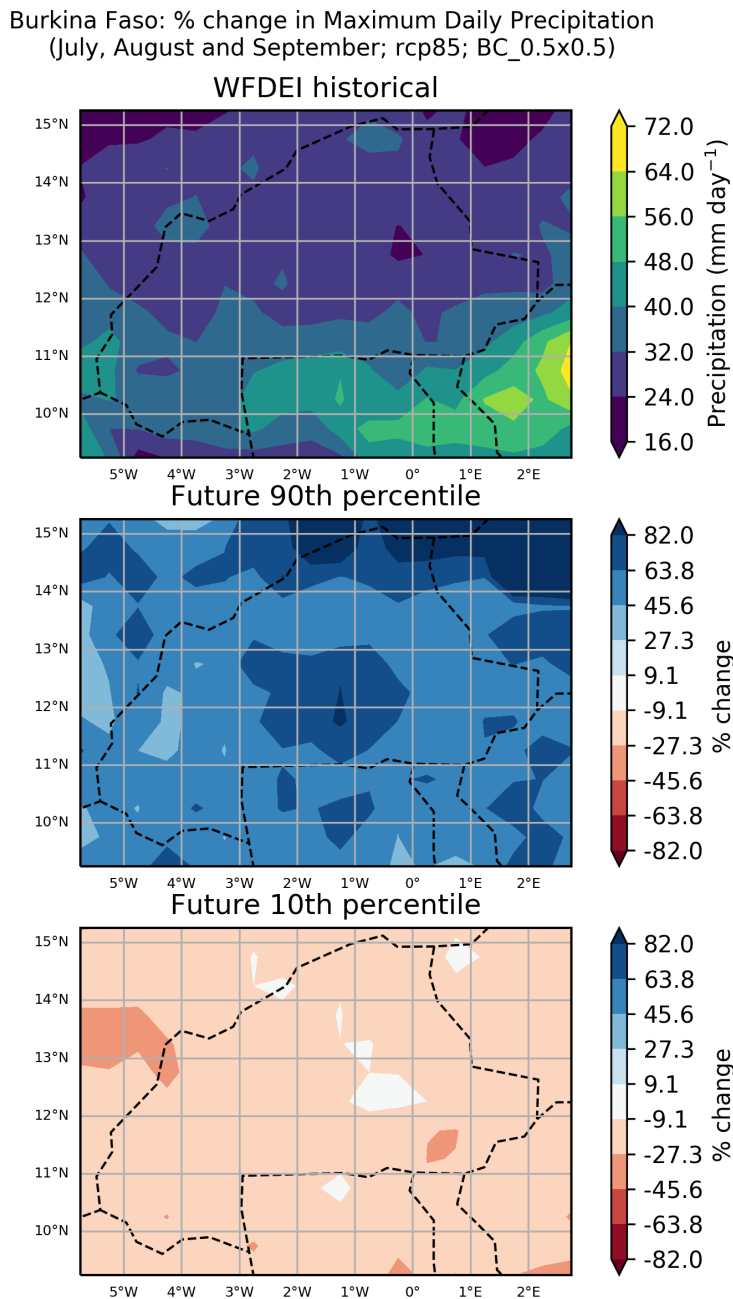 Burkina Faso: % change in Maximum Daily Precipitation
(July, August and September; rcp85; BC_0.5x0.5)
WFDEI historical
15°N
14°N
13°N
12°N
11°N
10°N
5°W 4°W 3°W 2°W 1°W 0° 1°E 2°E
72.0
64.0
56.0
48.0
40.0
32.0
24.0
16.0
Precipitation (mm day⁻¹)
Future 90th percentile
15°N
14°N
13°N
12°N
11°N
10°N
5°W 4°W 3°W 2°W 1°W 0° 1°E 2°E
82.0
63.8
45.6
27.3
9.1
-9.1
-27.3
-45.6
-63.8
-82.0
% change
Future 10th percentile
15°N
14°N
13°N
12°N
11°N
10°N
5°W 4°W 3°W 2°W 1°W 0° 1°E 2°E
82.0
63.8
45.6
27.3
9.1
-9.1
-27.3
-45.6
-63.8
-82.0
% change